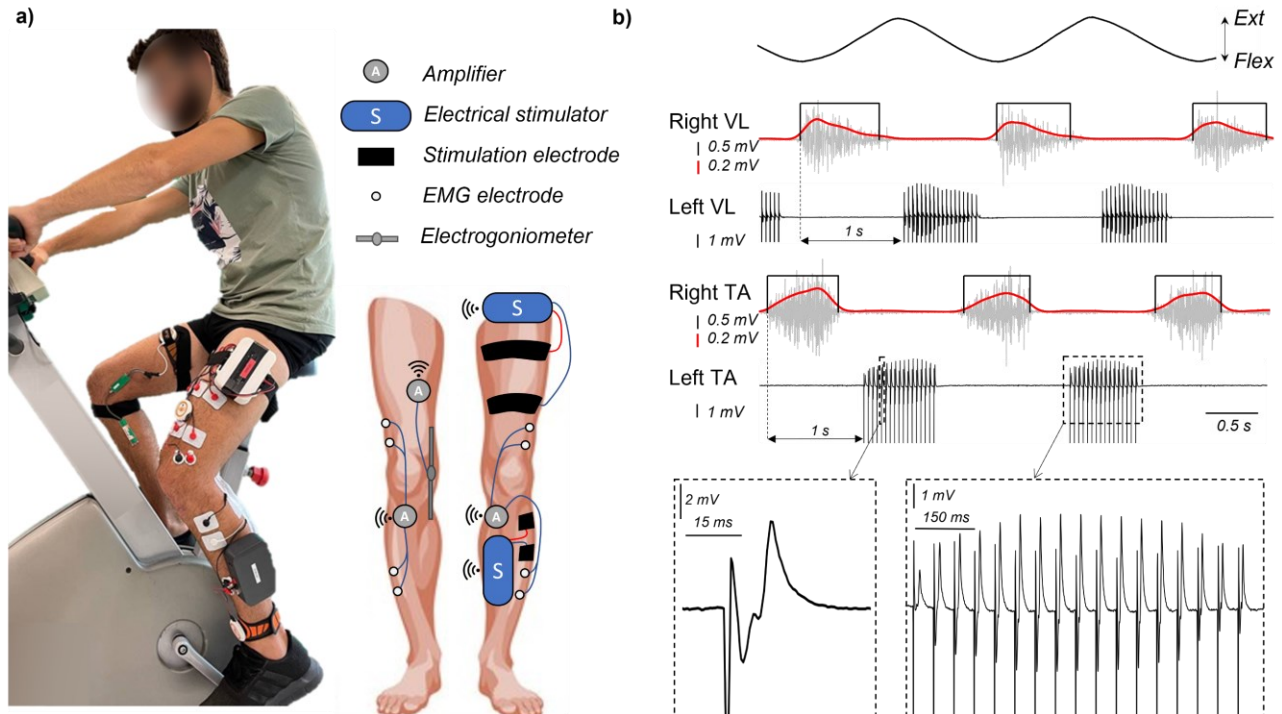 a)
A Amplifier
S Electrical stimulator
Stimulation electrode
EMG electrode
Electrogoniometer
S
A
A
A
S
b)
Ext
Flex
Right VL
0.5 mV
0.2 mV
Left VL
1 mV
1 s
Right TA
0.5 mV
0.2 mV
Left TA
1 mV
1 s
0.5 s
2 mV
15 ms
1 mV
150 ms